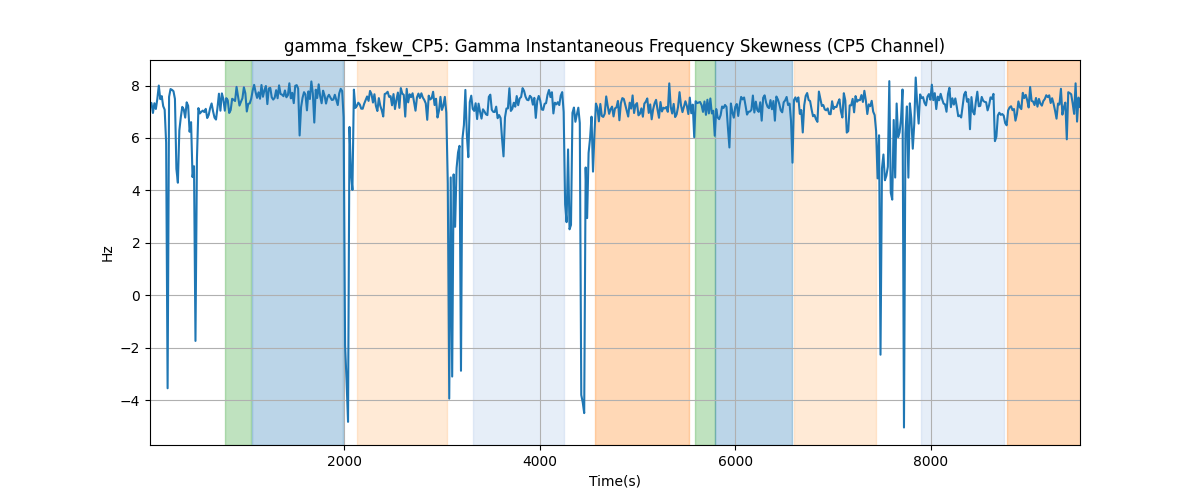 gamma_fskew_CP5: Gamma Instantaneous Frequency Skewness (CP5 Channel)
8
6
4
2
0
−2
−4
Hz
2000 4000 6000 8000
Time(s)